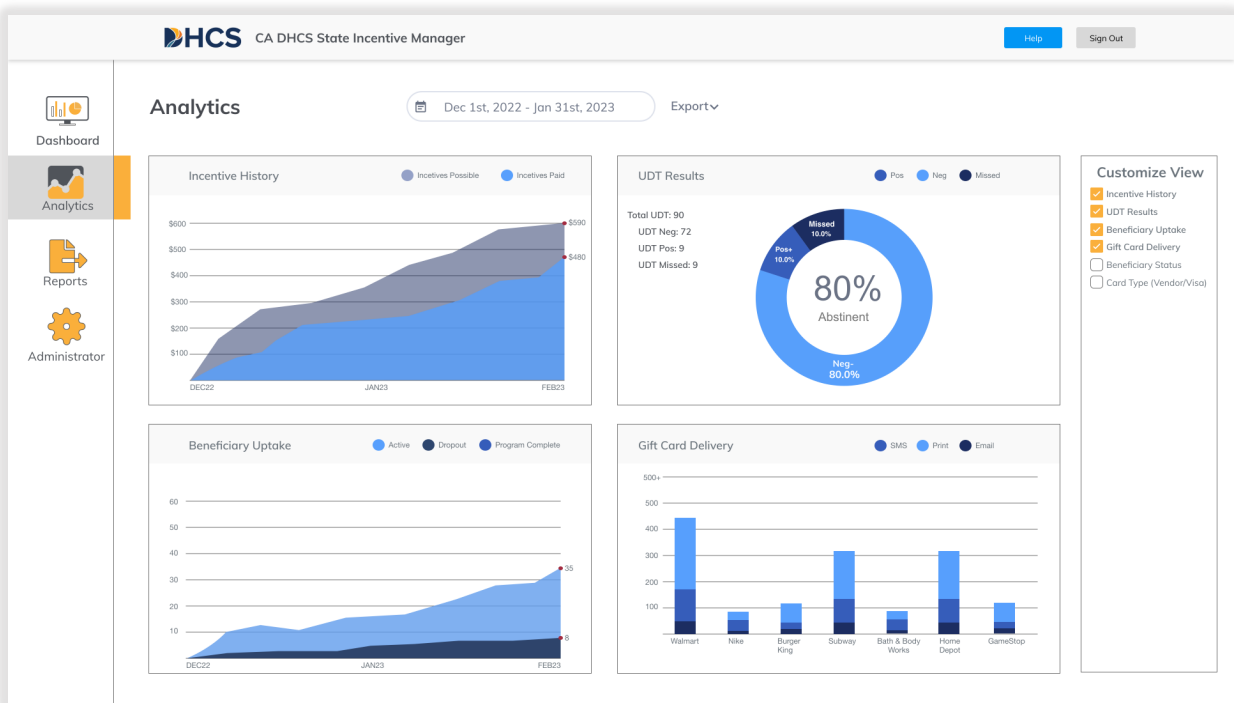 DHCS CA DHCS State Incentive Manager
Help
Sign Out
Dashboard
Analytics
Reports
Administrator
Analytics
Dec 1st, 2022 - Jan 31st, 2023
Export
Incentive History
Incetives Possible
Incetives Paid
$600
$500
$400
$300
$200
$100
$590
$480
DEC22
JAN23
FEB23
UDT Results
Pos
Neg
Missed
Total UDT: 90
UDT Neg: 72
UDT Pos: 9
UDT Missed: 9
Missed
10.0%
Pos+
10.0%
80%
Abstinent
Neg-
80.0%
Customize View
Incentive History
UDT Results
Beneficiary Uptake
Gift Card Delivery
Beneficiary Status
Card Type (Vendor/Visa)
Beneficiary Uptake
Active
Dropout
Program Complete
60
50
40
30
20
10
35
8
DEC22
JAN23
FEB23
Gift Card Delivery
SMS
Print
Email
500+
500
400
300
200
100
Walmart
Nike
Burger
King
Subway
Bath & Body
Works
Home
Depot
GameStop